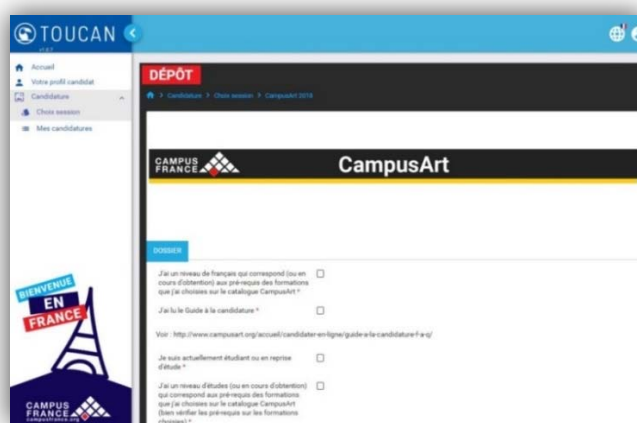 TOUCAN
Accueil
Votre profil candidat
Candidature
Choix session
Mes candidatures
BIENVENUE
EN
FRANCE
CAMPUS
FRANCE
campusfrance.org
DÉPÔT
> Candidature > Choix session > CampusArt 2018
CAMPUS
FRANCE
CampusArt
DOSSIER
J'ai un niveau de français qui correspond (ou en
cours d'obtention) aux pré-requis des formations
que j'ai choisies sur le catalogue CampusArt *
J'ai lu le Guide à la candidature *
Voir : http://www.campusart.org/accueil/candidater-en-ligne/guide-a-la-candidature-f-a-q/
Je suis actuellement étudiant ou en reprise
d'étude *
J'ai un niveau d'études (ou en cours d'obtention)
qui correspond aux pré-requis des formations
que j'ai choisies sur le catalogue CampusArt
(bien vérifier les pré-requis sur les formations
choisies) *